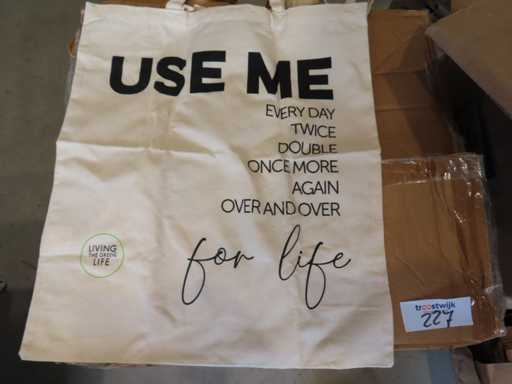 USE ME
EVERY DAY
TWICE
DOUBLE
ONCE MORE
AGAIN
OVER AND OVER
for life
LIVING
THE GREEN
LIFE
troostwijk
227